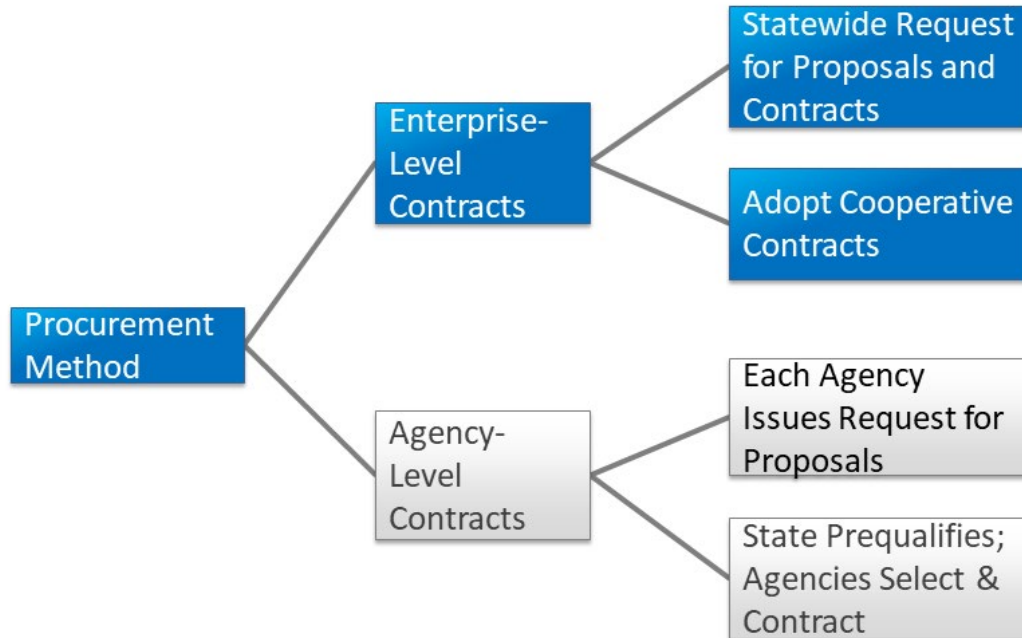 Procurement
Method
Enterprise-
Level
Contracts
Statewide Request
for Proposals and
Contracts
Adopt Cooperative
Contracts
Agency-
Level
Contracts
Each Agency
Issues Request for
Proposals
State Prequalifies;
Agencies Select &
Contract